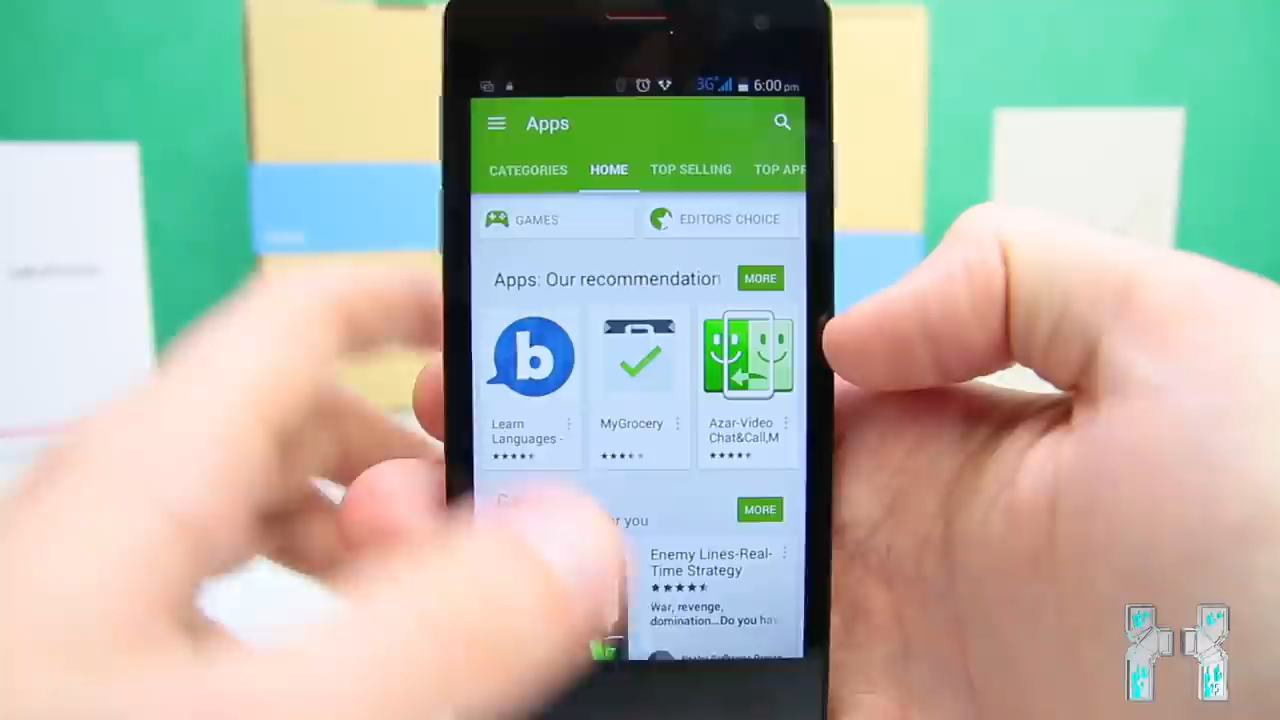 3G 6:00 pm
Apps
CATEGORIES HOME TOP SELLING TOP APP
GAMES EDITORS CHOICE
Apps: Our recommendation MORE
b
Learn
Languages -
MyGrocery
Azar-Video
Chat&Call,M
MORE
you
Enemy Lines-Real-
Time Strategy
War, revenge,
domination...Do you hav